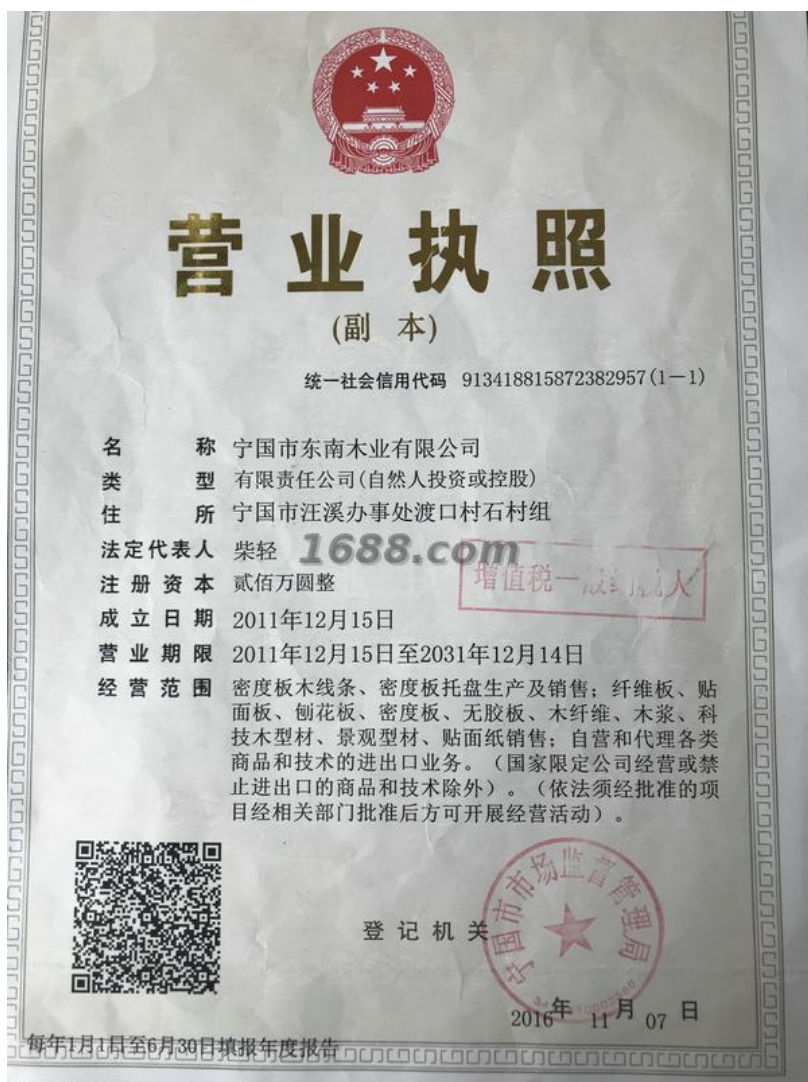 营业执照
(副 本)
统一社会信用代码 913418815872382957(1-1)
名 称 宁国市东南木业有限公司
类 型 有限责任公司(自然人投资或控股)
住 所 宁国市汪溪办事处渡口村石村组
法定代表人 柴轻
1688.com
注册资本 贰佰万圆整
增值税一般纳税人
成立日期 2011年12月15日
营业期限 2011年12月15日至2031年12月14日
经营范围 密度板木线条、密度板托盘生产及销售；纤维板、贴
面板、刨花板、密度板、无胶板、木纤维、木浆、科
技木型材、景观型材、贴面纸销售；自营和代理各类
商品和技术的进出口业务。（国家限定公司经营或禁
止进出口的商品和技术除外）。（依法须经批准的项
目经相关部门批准后方可开展经营活动）。
宁国市市场监督管理局
登记机关
2016年 11月 07日
每年1月1日至6月30日填报年度报告